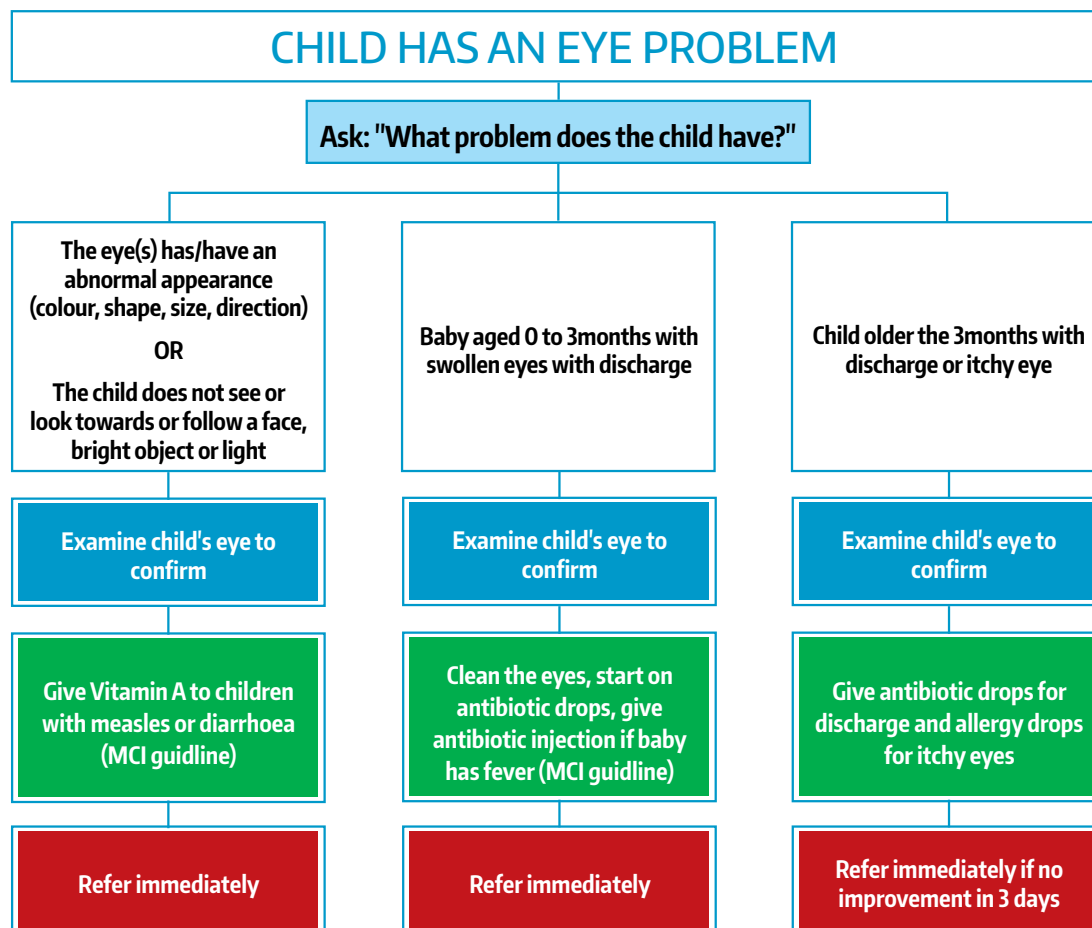 CHILD HAS AN EYE PROBLEM
Ask: "What problem does the child have?"
The eye(s) has/have an
abnormal appearance
(colour, shape, size, direction)
OR
The child does not see or
look towards or follow a face,
bright object or light
Examine child's eye to
confirm
Give Vitamin A to children
with measles or diarrhoea
(MCI guidline)
Refer immediately
Baby aged 0 to 3months with
swollen eyes with discharge
Examine child's eye to
confirm
Clean the eyes, start on
antibiotic drops, give
antibiotic injection if baby
has fever (MCI guidline)
Refer immediately
Child older the 3months with
discharge or itchy eye
Examine child's eye to
confirm
Give antibiotic drops for
discharge and allergy drops
for itchy eyes
Refer immediately if no
improvement in 3 days